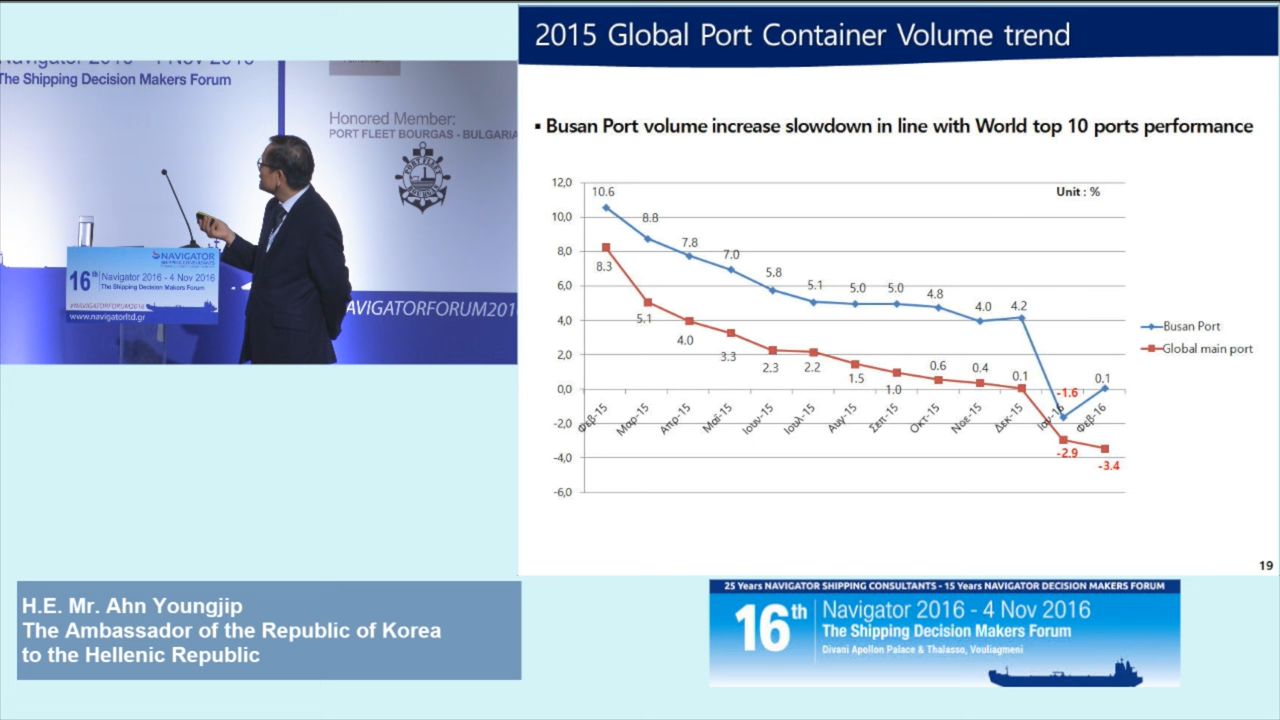 2015 Global Port Container Volume trend
▪ Busan Port volume increase slowdown in line with World top 10 ports performance
Unit : %
12,0
10,0
8,0
6,0
4,0
2,0
0,0
-2,0
-4,0
-6,0
10.6
8.8
7.8
7.0
5.8
5.1
5.0
5.0
4.8
4.0
4.2
-1.6
0.1
8.3
5.1
4.0
3.3
2.3
2.2
1.5
1.0
0.6
0.4
0.1
-2.9
-3.4
Φεβ-15
Μαρ-15
Απρ-15
Μαϊ-15
Ιουν-15
Ιουλ-15
Αυγ-15
Σεπ-15
Οκτ-15
Νοε-15
Δεκ-15
Ιαν-16
Φεβ-16
Busan Port
Global main port
19
Navigator 2016 - 4 Nov 2016
The Shipping Decision Makers Forum
Honored Member:
PORT FLEET BOURGAS - BULGARIA
PORT FLEET
NAVIGATOR
16th
Navigator 2016 - 4 Nov 2016
The Shipping Decision Makers Forum
#NAVIGATORFORUM2016
www.navigatorltd.gr
AVIGATORFORUM201
H.E. Mr. Ahn Youngjip
The Ambassador of the Republic of Korea
to the Hellenic Republic
25 Years NAVIGATOR SHIPPING CONSULTANTS - 15 Years NAVIGATOR DECISION MAKERS FORUM
16th
Navigator 2016 - 4 Nov 2016
The Shipping Decision Makers Forum
Divani Apollon Palace & Thalasso, Vouliagmeni